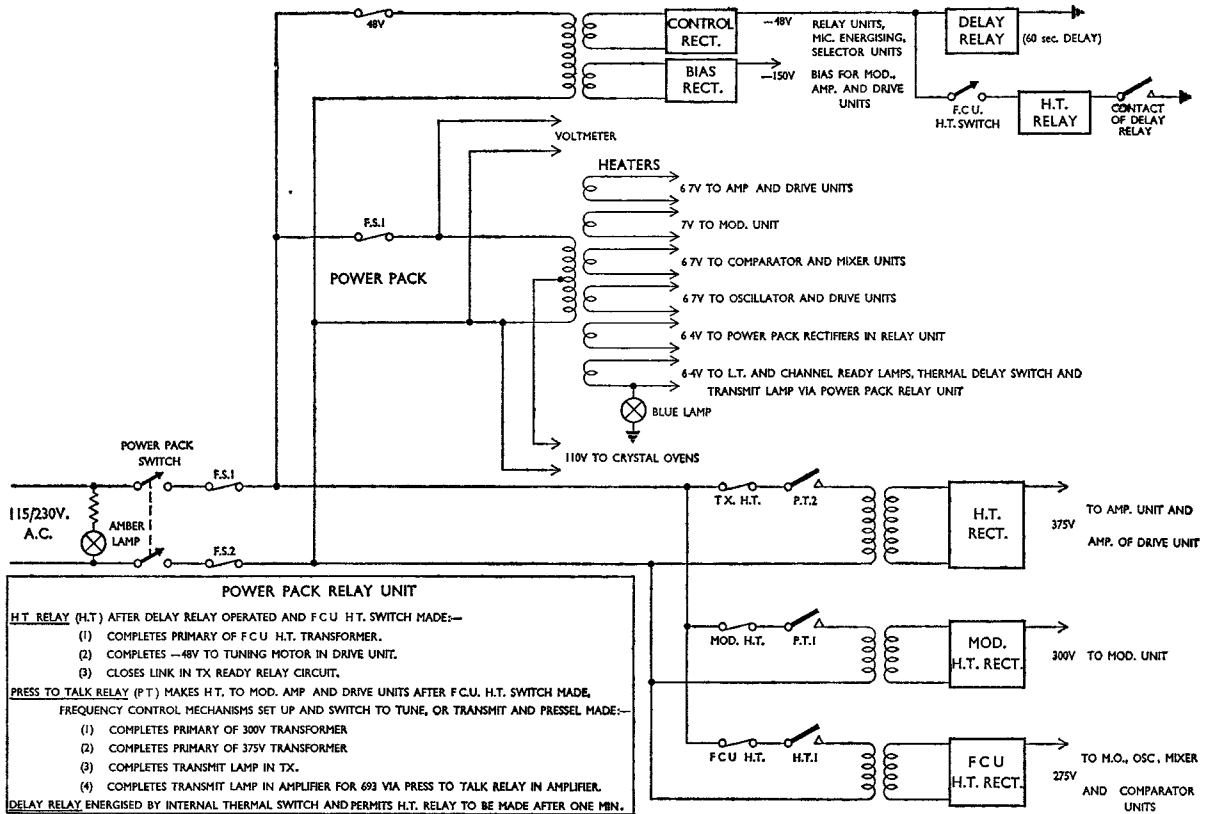 48V
CONTROL
RECT.
—48V
RELAY UNITS,
MIC. ENERGISING,
SELECTOR UNITS
DELAY
RELAY
(60 sec. DELAY)
BIAS
RECT.
—150V
BIAS FOR MOD.,
AMP. AND DRIVE
UNITS
F.C U.
H.T. SWITCH
H.T.
RELAY
CONTACT
OF DELAY
RELAY
VOLTMETER
HEATERS
6 7V TO AMP AND DRIVE UNITS
7V TO MOD. UNIT
F.S.1
POWER PACK
6 7V TO COMPARATOR AND MIXER UNITS
6 7V TO OSCILLATOR AND DRIVE UNITS
6 4V TO POWER PACK RECTIFIERS IN RELAY UNIT
6·4V TO L.T. AND CHANNEL READY LAMPS, THERMAL DELAY SWITCH AND
TRANSMIT LAMP VIA POWER PACK RELAY UNIT
BLUE LAMP
110V TO CRYSTAL OVENS
POWER PACK
SWITCH
F.S.1
115/230V.
A.C.
AMBER
LAMP
F.S.2
TX. H.T.
P.T.2
H.T.
RECT.
375V
TO AMP. UNIT AND
AMP. OF DRIVE UNIT
MOD. H.T.
P.T.1
MOD.
H.T. RECT.
300V TO MOD. UNIT
F C U H.T.
H.T.1
F C U
H.T. RECT.
275V
TO M.O., OSC, MIXER
AND COMPARATOR
UNITS
POWER PACK RELAY UNIT
H T RELAY (H.T) AFTER DELAY RELAY OPERATED AND F C U H T. SWITCH MADE:—
(1) COMPLETES PRIMARY OF F C U H.T. TRANSFORMER.
(2) COMPLETES —48V TO TUNING MOTOR IN DRIVE UNIT.
(3) CLOSES LINK IN TX READY RELAY CIRCUIT.
PRESS TO TALK RELAY (P T) MAKES H T. TO MOD. AMP AND DRIVE UNITS AFTER F C.U. H.T. SWITCH MADE,
FREQUENCY CONTROL MECHANISMS SET UP AND SWITCH TO TUNE, OR TRANSMIT AND PRESSEL MADE:—
(1) COMPLETES PRIMARY OF 300V TRANSFORMER
(2) COMPLETES PRIMARY OF 375V TRANSFORMER
(3) COMPLETES TRANSMIT LAMP IN TX.
(4) COMPLETES TRANSMIT LAMP IN AMPLIFIER FOR 693 VIA PRESS TO TALK RELAY IN AMPLIFIER.
DELAY RELAY ENERGISED BY INTERNAL THERMAL SWITCH AND PERMITS H.T. RELAY TO BE MADE AFTER ONE MIN.